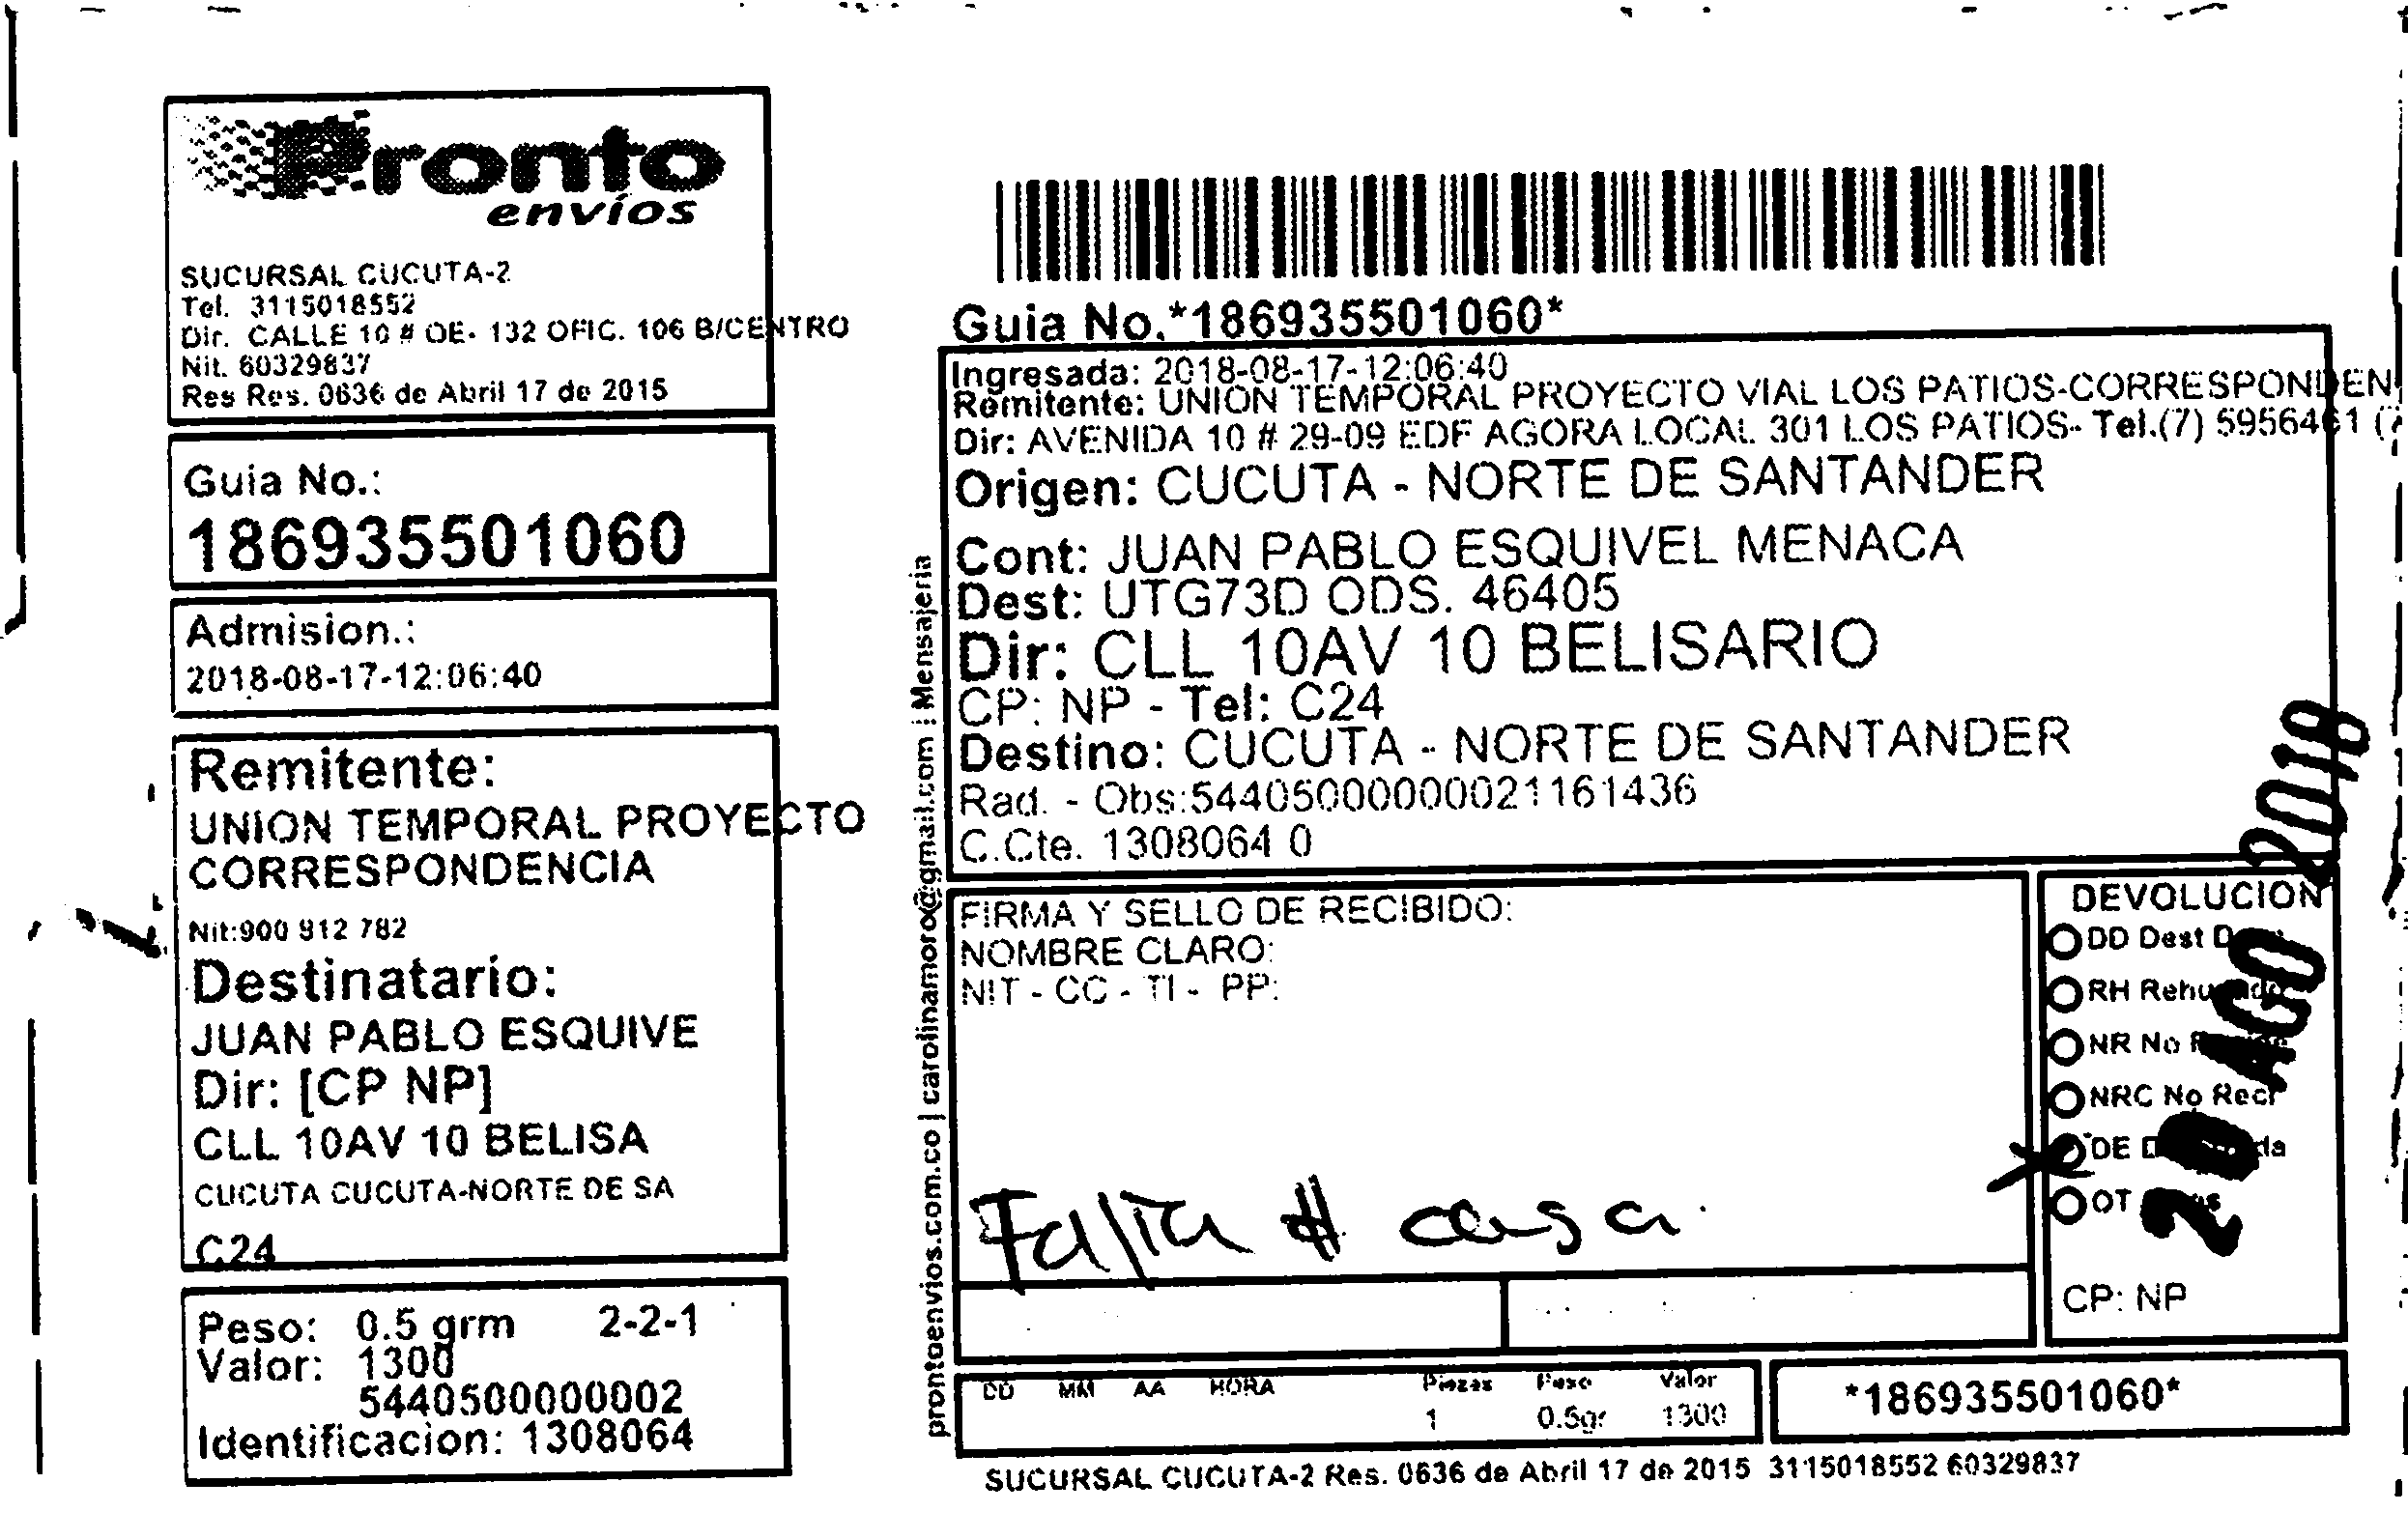 Pronto
envíos
SUCURSAL CUCUTA-2
Tel. 3115018552
Dir. CALLE 10 # OE- 132 OFIC. 106 B/CENTRO
Nit. 60329837
Res Res. 0636 de Abril 17 de 2015
Guia No.:
186935501060
Admision.:
2018-08-17-12:06:40
Remitente:
UNION TEMPORAL PROYECTO
CORRESPONDENCIA
Nit:900 912 782
Destinatario:
JUAN PABLO ESQUIVE
Dir: [CP NP]
CLL 10AV 10 BELISA
CUCUTA CUCUTA-NORTE DE SA
C24
Peso: 0.5 grm 2-2-1
Valor: 1300
5440500000002
Identificacion: 1308064
prontoenvios.com.co | carolinamoro@gmail.com | Mensajeria
Guia No.*186935501060*
Ingresada: 2018-08-17-12:06:40
Remitente: UNION TEMPORAL PROYECTO VIAL LOS PATIOS-CORRESPONDEN
Dir: AVENIDA 10 # 29-09 EDF AGORA LOCAL 301 LOS PATIOS- Tel.(7) 5956461 (7
Origen: CUCUTA - NORTE DE SANTANDER
Cont: JUAN PABLO ESQUIVEL MENACA
Dest: UTG73D ODS. 46405
Dir: CLL 10AV 10 BELISARIO
CP: NP - Tel: C24
Destino: CUCUTA - NORTE DE SANTANDER
Rad. - Obs:54405000000021161436
C.Cte. 1308064 0
FIRMA Y SELLO DE RECIBIDO:
NOMBRE CLARO:
NIT - CC - TI - PP:
Falta # casa
DEVOLUCION
DD Dest
RH Rehusado
NR No
NRC No Recl
DE
OT
CP: NP
20 AGO 2018
DD MM AA HORA Piezas Peso Valor
1 0.5gr 1300
*186935501060*
SUCURSAL CUCUTA-2 Res. 0636 de Abril 17 de 2015 3115018552 60329837